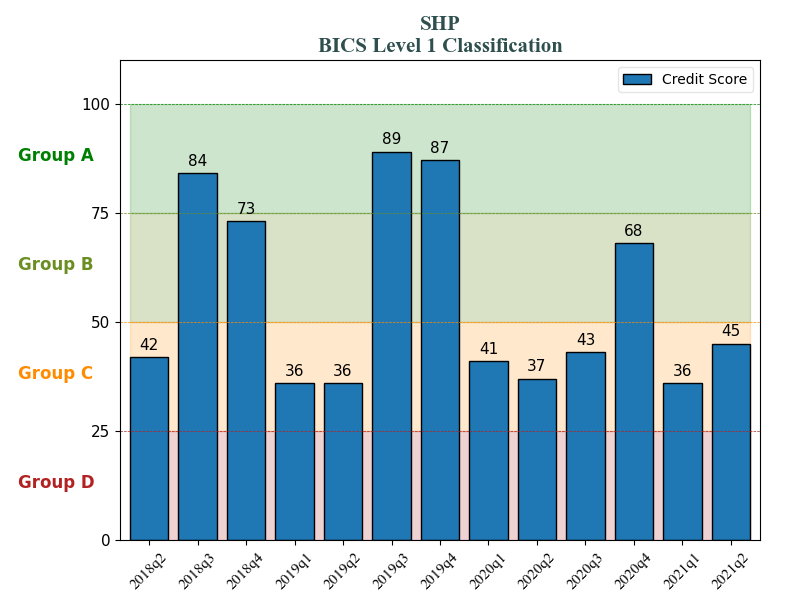 SHP
BICS Level 1 Classification
Credit Score
100
75
50
25
0
Group A
Group B
Group C
Group D
42
84
73
36
36
89
87
41
37
43
68
36
45
2018q2
2018q3
2018q4
2019q1
2019q2
2019q3
2019q4
2020q1
2020q2
2020q3
2020q4
2021q1
2021q2